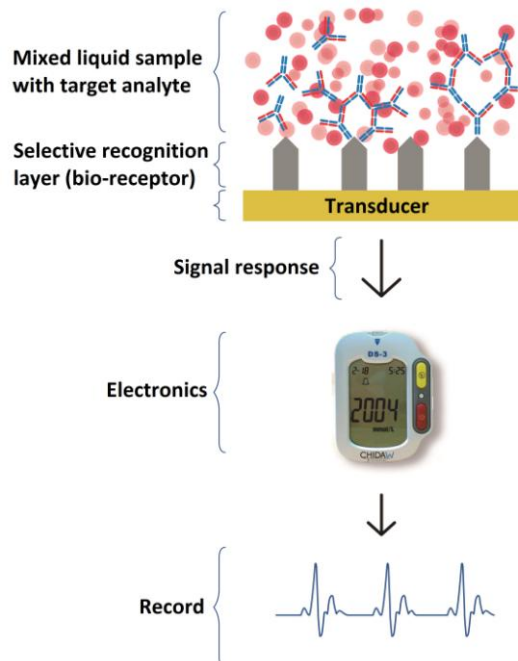 Mixed liquid sample
with target analyte
Selective recognition
layer (bio-receptor)
Transducer
Signal response
Electronics
DS-3
2-18 5:25
2004
mmol/L
CHIDAW
Record